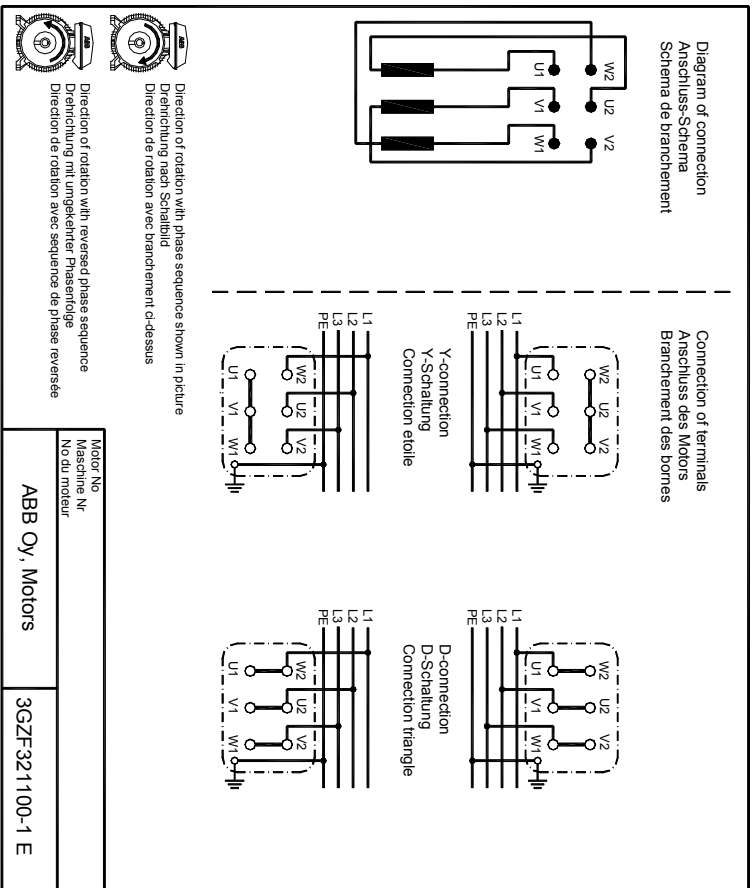 Diagram of connection
Anschluss-Schema
Schema de branchement
W2 U2 V2
U1 V1 W1
Connection of terminals
Anschluss des Motors
Branchement des bornes
W2 U2 V2
U1 V1 W1
L1
L2
L3
PE
Y-connection
Y-Schaltung
Connection etoile
L1
L2
L3
PE
W2 U2 V2
U1 V1 W1
W2 U2 V2
U1 V1 W1
L1
L2
L3
PE
D-connection
D-Schaltung
Connection triangle
L1
L2
L3
PE
W2 U2 V2
U1 V1 W1
ABB
Direction of rotation with phase sequence shown in picture
Drehrichtung nach Schaltbild
Direction de rotation avec branchement ci-dessus
ABB
Direction of rotation with reversed phase sequence
Drehrichtung mit umgekehrter Phasenfolge
Direction de rotation avec sequence de phase reversée
Motor No
Maschine Nr
No du moteur
ABB Oy, Motors
3GZF321100-1 E